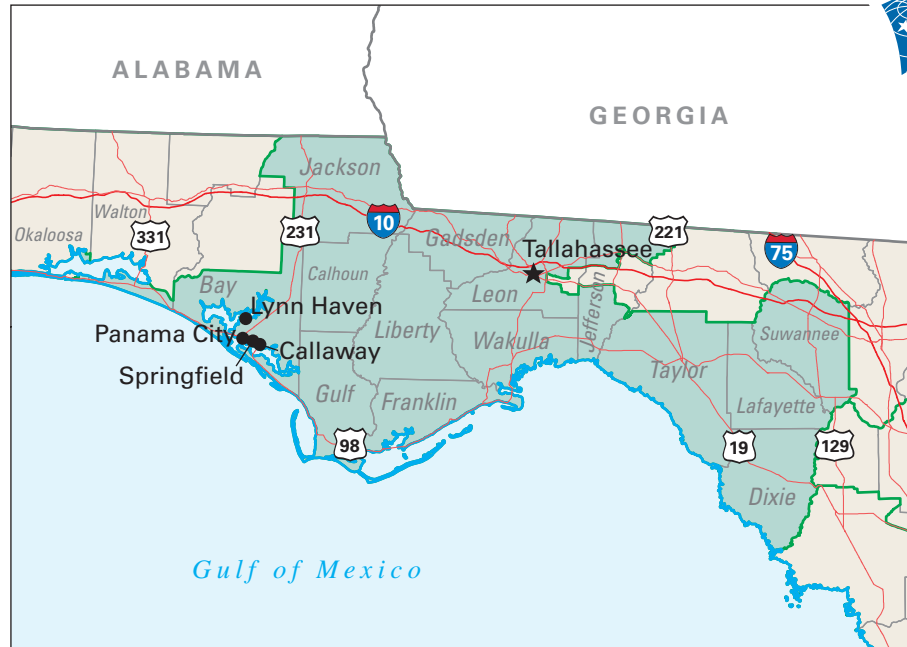 ALABAMA
GEORGIA
Jackson
Walton
Okaloosa
331
231
10
Gadsden
221
Tallahassee
75
Bay
Calhoun
Leon
Jefferson
Lynn Haven
Liberty
Wakulla
Suwannee
Panama City
Callaway
Springfield
Taylor
Gulf
Franklin
Lafayette
98
19
129
Dixie
Gulf of Mexico